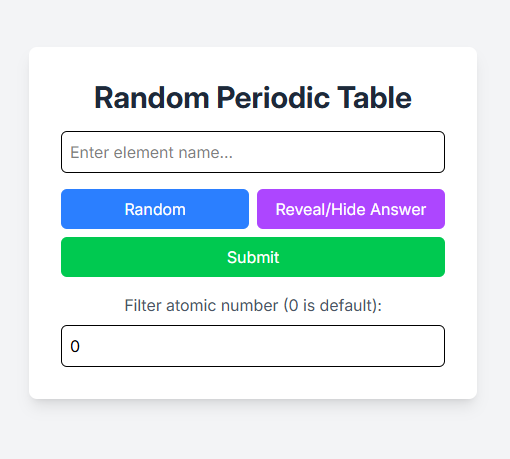 Random Periodic Table
Enter element name...
Random
Reveal/Hide Answer
Submit
Filter atomic number (0 is default):
0